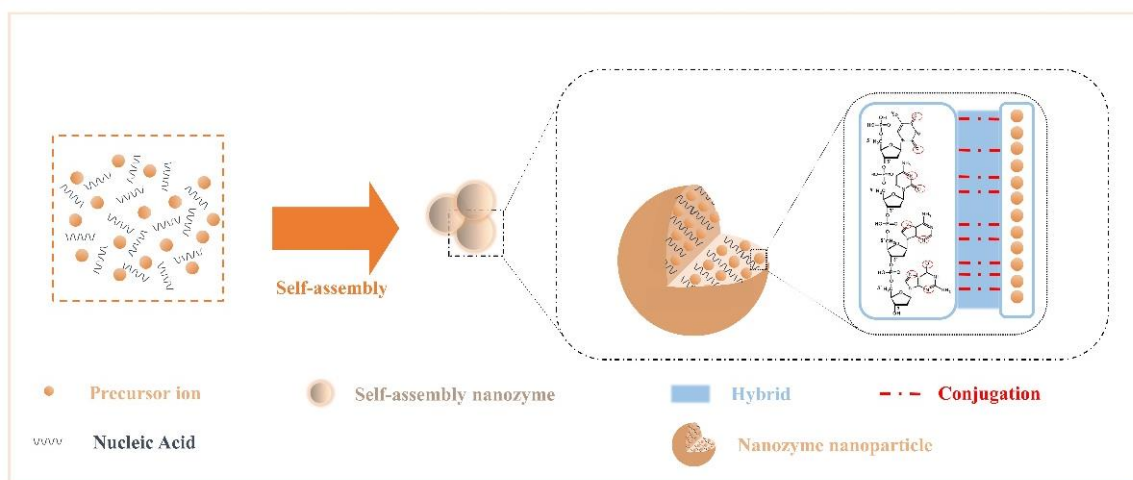 Self-assembly
Precursor ion
Self-assembly nanozyme
Hybrid
Conjugation
Nucleic Acid
Nanozyme nanoparticle